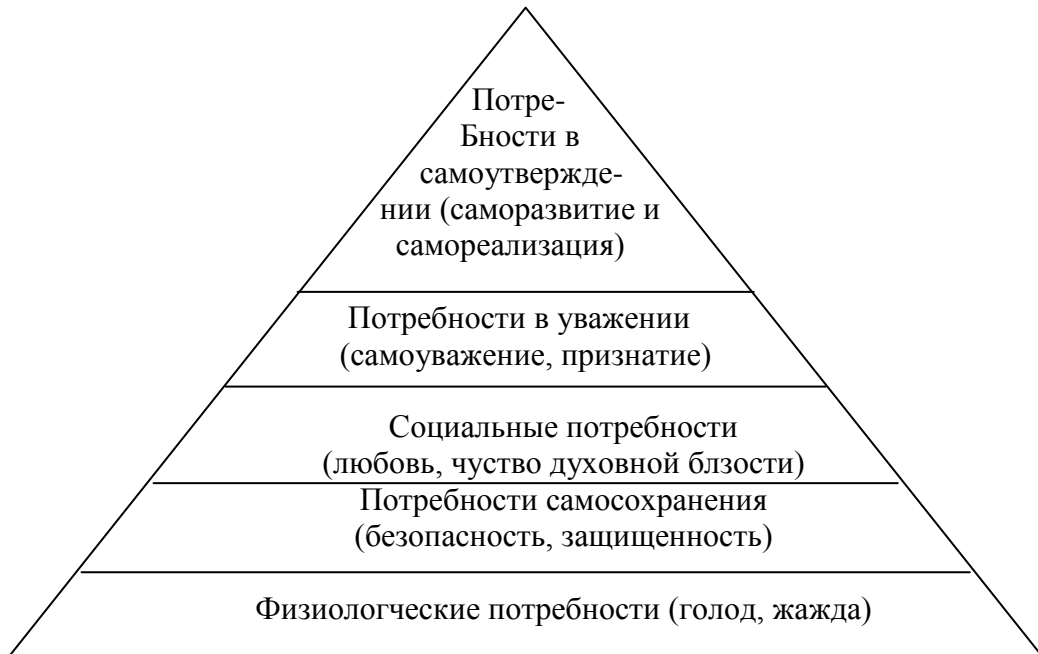 Потре-
Бности в
самоутвержде-
нии (саморазвитие и
самореализация)
Потребности в уважении
(самоуважение, признатие)
Социальные потребности
(любовь, чуство духовной блзости)
Потребности самосохранения
(безопасность, защищенность)
Физиологческие потребности (голод, жажда)